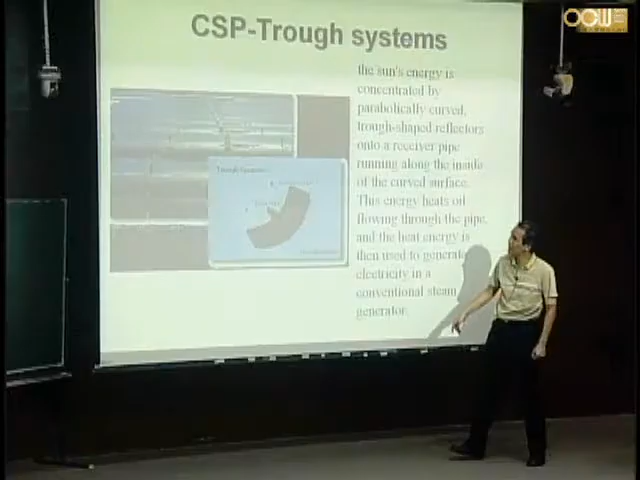 CSP-Trough systems
the sun's energy is
concentrated by
parabolically curved,
trough-shaped reflectors
onto a receiver pipe
running along the inside
of the curved surface.
This energy heats oil
flowing through the pipe,
and the heat energy is
then used to generate
electricity in a
conventional steam
generator.
Trough Systems
OCW